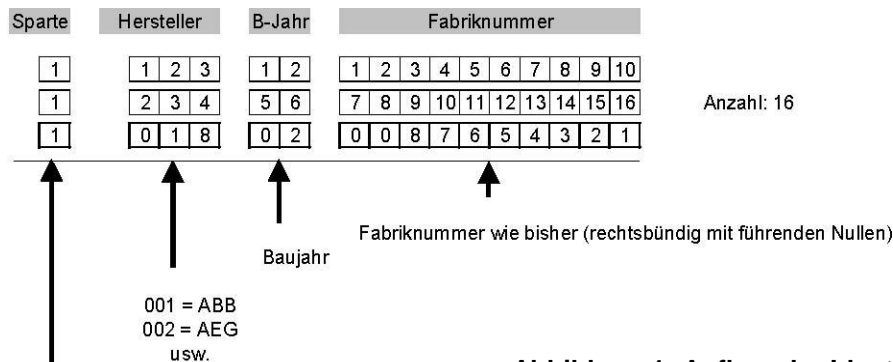 Sparte Hersteller B-Jahr Fabriknummer
1 1 2 3 1 2 1 2 3 4 5 6 7 8 9 10
1 2 3 4 5 6 7 8 9 10 11 12 13 14 15 16 Anzahl: 16
1 0 1 8 0 2 0 0 8 7 6 5 4 3 2 1
Fabriknummer wie bisher (rechtsbündig mit führenden Nullen)
Baujahr
001 = ABB
002 = AEG
usw.